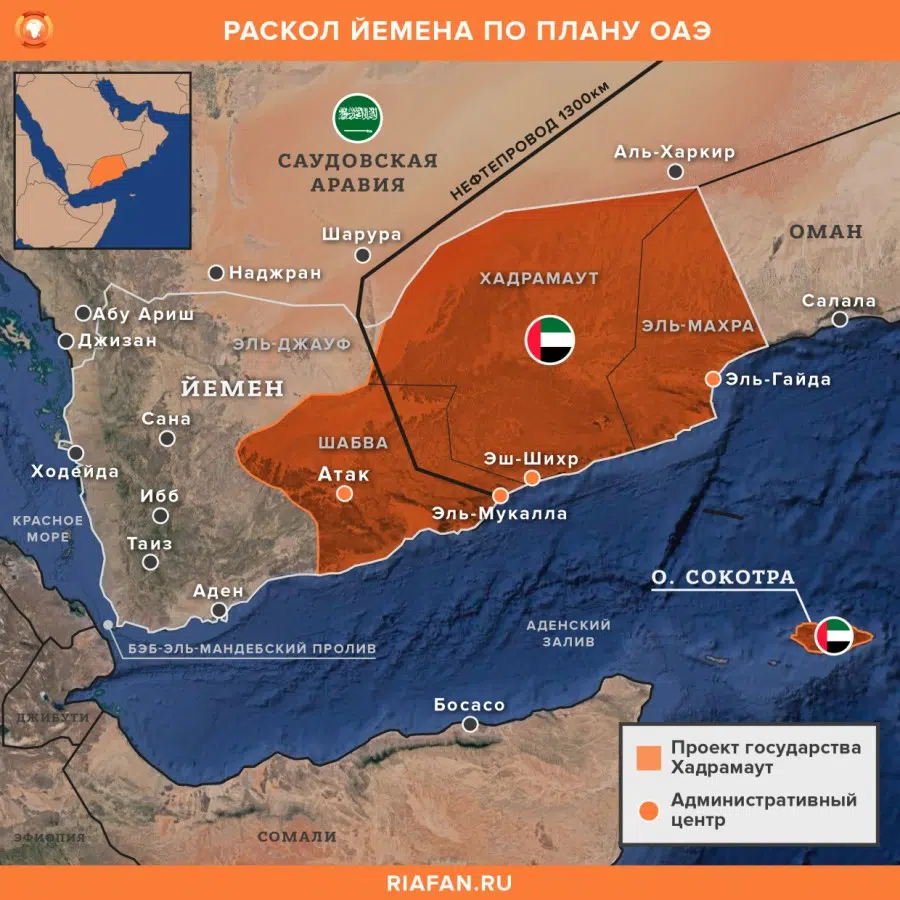 РАСКОЛ ЙЕМЕНА ПО ПЛАНУ ОАЭ
НЕФТЕПРОВОД 1300км
САУДОВСКАЯ
АРАВИЯ
Аль-Харкир
Шарура
ОМАН
Наджран
ХАДРАМАУТ
Салала
Абу Ариш
Джизан
ЭЛЬ-ДЖАУФ
ЭЛЬ-МАХРА
ЙЕМЕН
Эль-Гайда
Сана
ШАБВА
Эш-Шихр
Ходейда
Атак
Ибб
Эль-Мукалла
КРАСНОЕ
МОРЕ
Таиз
О. СОКОТРА
Аден
АДЕНСКИЙ
ЗАЛИВ
БЭБ-ЭЛЬ-МАНДЕБСКИЙ ПРОЛИВ
Босасо
ДЖИБУТИ
Проект государства
Хадрамаут
Административный
центр
ЭФИОПИЯ
СОМАЛИ
RIAFAN.RU